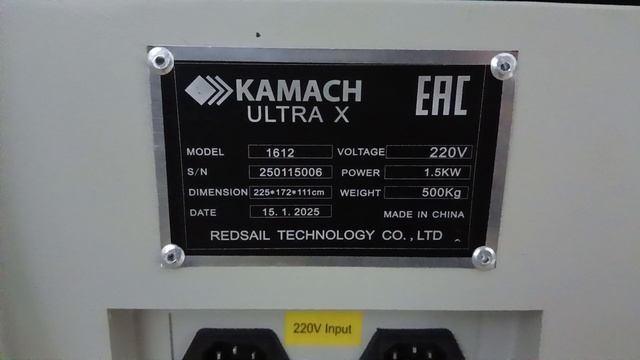 KAMACH
EAC
ULTRA X
MODEL 1612 VOLTAGE 220V
S/N 250115006 POWER 1.5KW
DIMENSION 225*172*111cm WEIGHT 500Kg
DATE 15. 1. 2025 MADE IN CHINA
REDSAIL TECHNOLOGY CO., LTD
220V Input